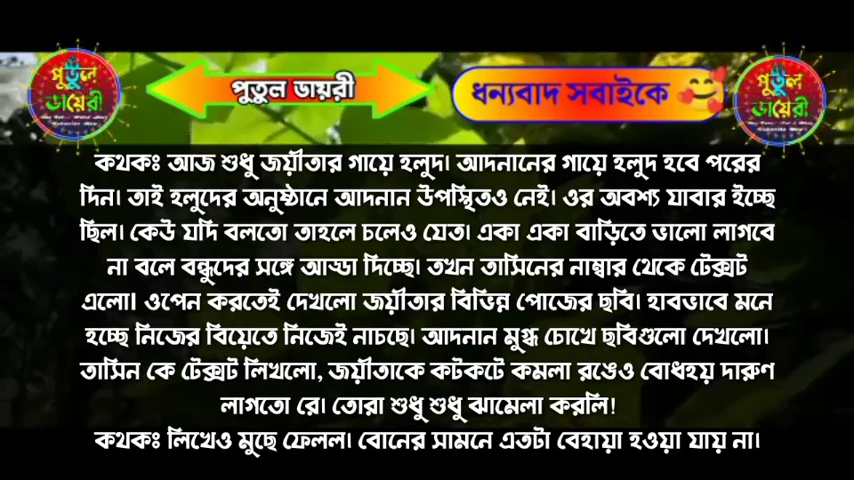 পুতুল ডায়েরী
পুতুল ডায়রী
ধন্যবাদ সবাইকে
পুতুল ডায়েরী
কথকঃ আজ শুধু জয়ীতার গায়ে হলুদ। আদনানের গায়ে হলুদ হবে পরের
দিন। তাই হলুদের অনুষ্ঠানে আদনান উপস্থিতও নেই। ওর অবশ্য যাবার ইচ্ছে
ছিল। কেউ যদি বলতো তাহলে চলেও যেত। একা একা বাড়িতে ভালো লাগবে
না বলে বন্ধুদের সঙ্গে আড্ডা দিচ্ছে। তখন তাসিনের নাম্বার থেকে টেক্সট
এলো। ওপেন করতেই দেখলো জয়ীতার বিভিন্ন পোজের ছবি। হাবভাবে মনে
হচ্ছে নিজের বিয়েতে নিজেই নাচছে। আদনান মুগ্ধ চোখে ছবিগুলো দেখলো।
তাসিন কে টেক্সট লিখলো, জয়ীতাকে কটকটে কমলা রঙেও বোধহয় দারুণ
লাগতো রে। তোরা শুধু শুধু ঝামেলা করলি!
কথকঃ লিখেও মুছে ফেলল। বোনের সামনে এতটা বেহায়া হওয়া যায় না।